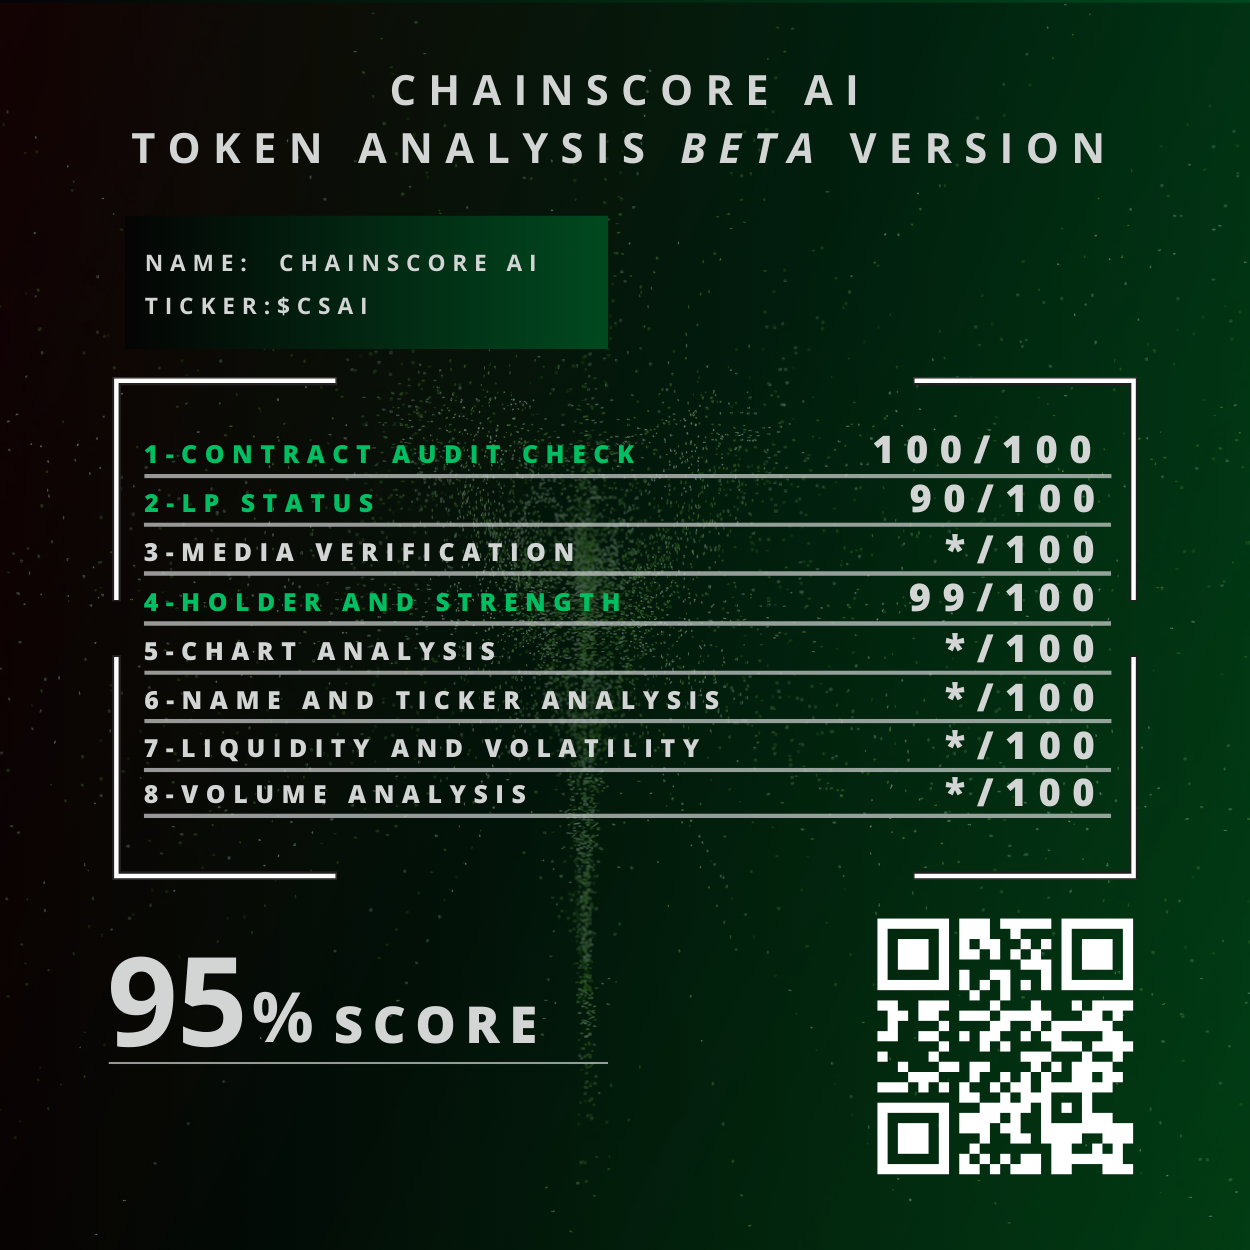 CHAINSCORE AI
TOKEN ANALYSIS BETA VERSION
NAME: CHAINSCORE AI
TICKER:$CSAI
1-CONTRACT AUDIT CHECK 100/100
2-LP STATUS 90/100
3-MEDIA VERIFICATION */100
4-HOLDER AND STRENGTH 99/100
5-CHART ANALYSIS */100
6-NAME AND TICKER ANALYSIS */100
7-LIQUIDITY AND VOLATILITY */100
8-VOLUME ANALYSIS */100
95% SCORE